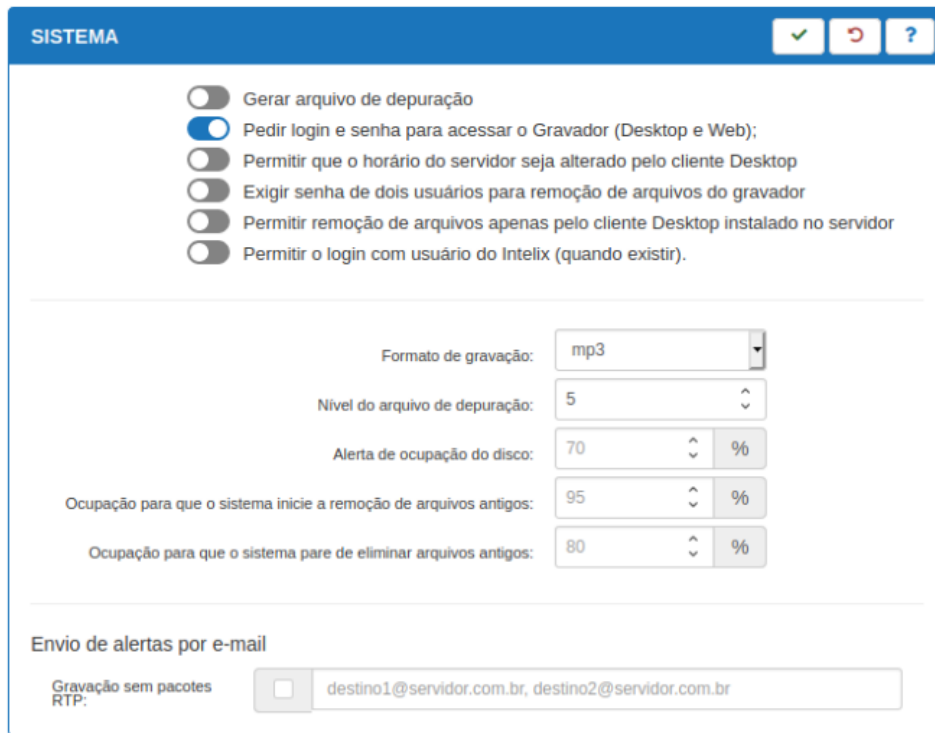 SISTEMA
?
Gerar arquivo de depuração
Pedir login e senha para acessar o Gravador (Desktop e Web);
Permitir que o horário do servidor seja alterado pelo cliente Desktop
Exigir senha de dois usuários para remoção de arquivos do gravador
Permitir remoção de arquivos apenas pelo cliente Desktop instalado no servidor
Permitir o login com usuário do Intelix (quando existir).
Formato de gravação: mp3
Nível do arquivo de depuração: 5
Alerta de ocupação do disco: 70 %
Ocupação para que o sistema inicie a remoção de arquivos antigos: 95 %
Ocupação para que o sistema pare de eliminar arquivos antigos: 80 %
Envio de alertas por e-mail
Gravação sem pacotes
RTP:
destino1@servidor.com.br, destino2@servidor.com.br